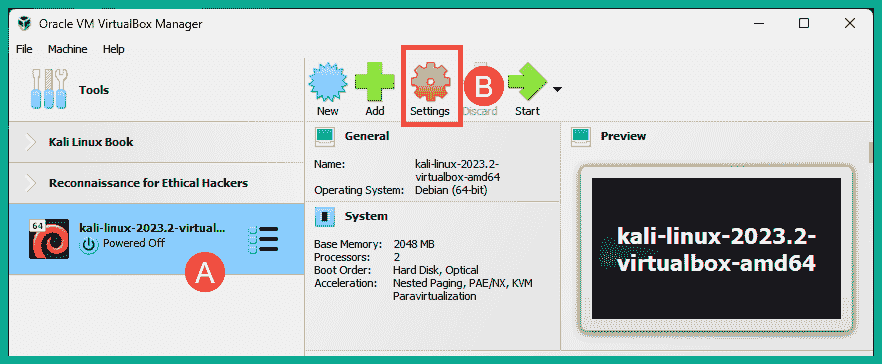 Oracle VM VirtualBox Manager
File Machine Help
Tools
New Add Settings B Discard Start
Kali Linux Book
Reconnaissance for Ethical Hackers
64
kali-linux-2023.2-virtual...
Powered Off
A
General
Name: kali-linux-2023.2-
virtualbox-amd64
Operating System: Debian (64-bit)
System
Base Memory: 2048 MB
Processors: 2
Boot Order: Hard Disk, Optical
Acceleration: Nested Paging, PAE/NX, KVM
Paravirtualization
Preview
kali-linux-2023.2-
virtualbox-amd64